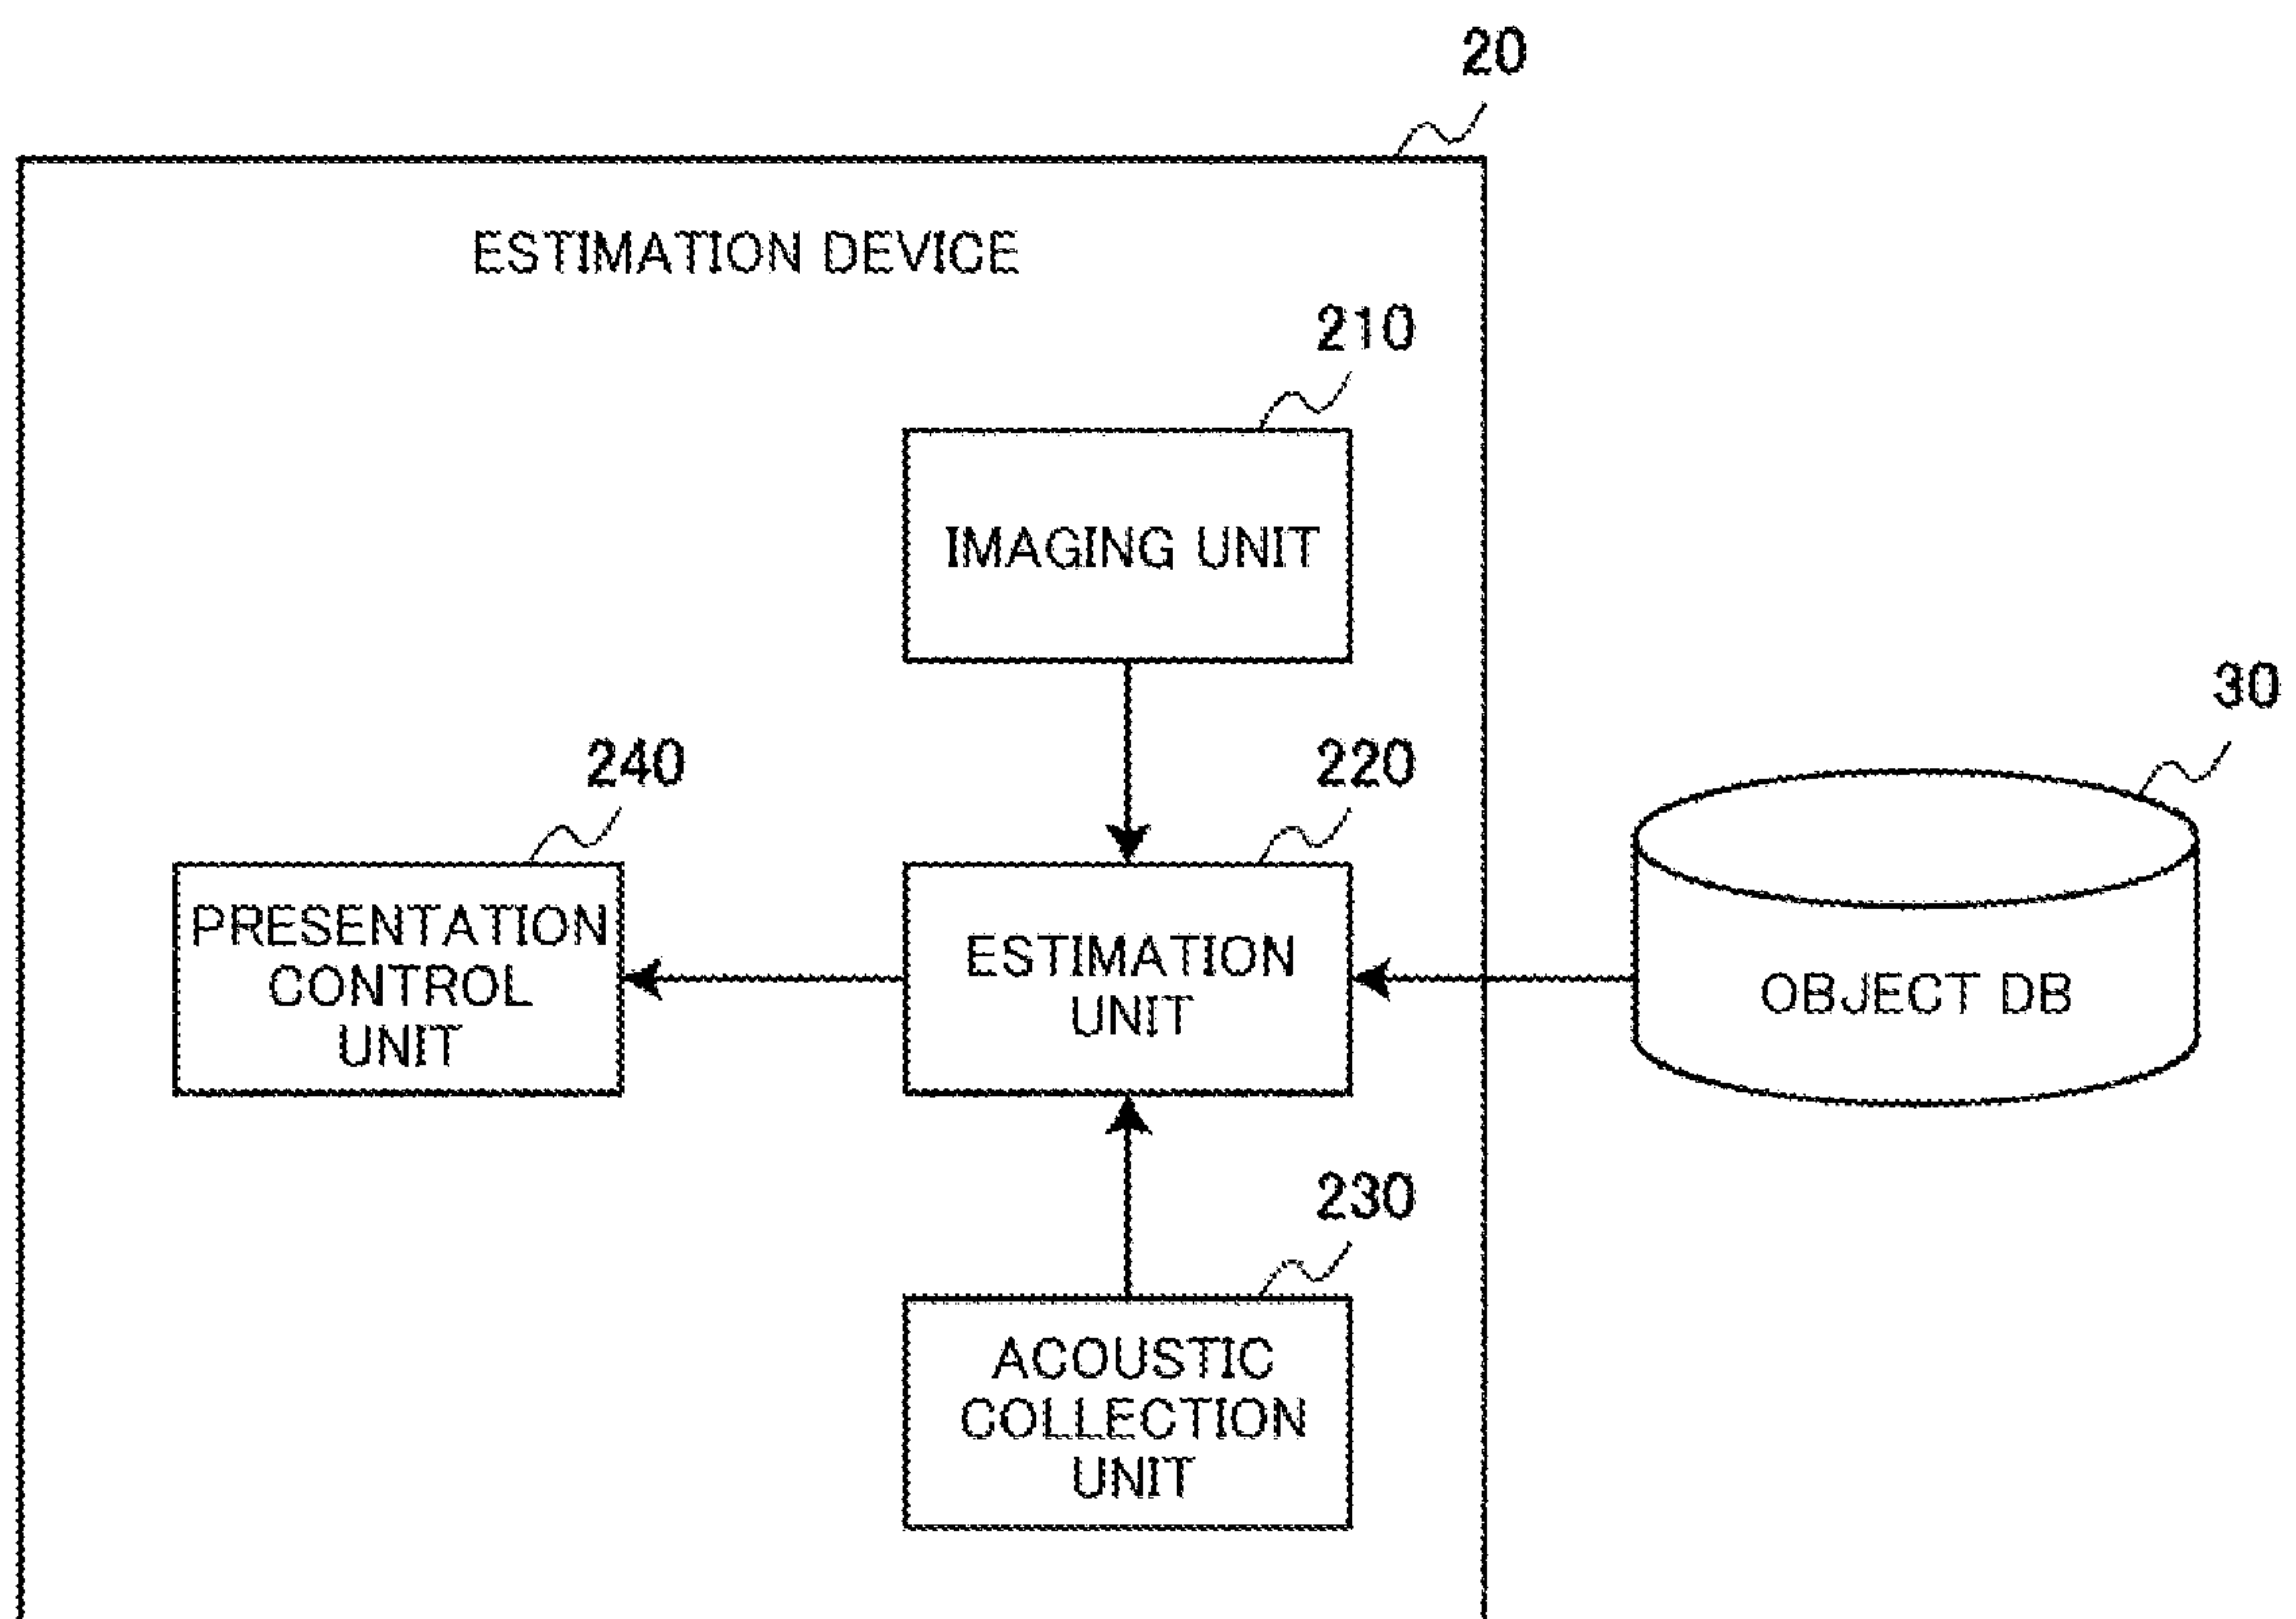 20
ESTIMATION DEVICE
210
IMAGING UNIT
30
240
220
PRESENTATION
CONTROL
UNIT
ESTIMATION
UNIT
OBJECT DB
230
ACOUSTIC
COLLECTION
UNIT